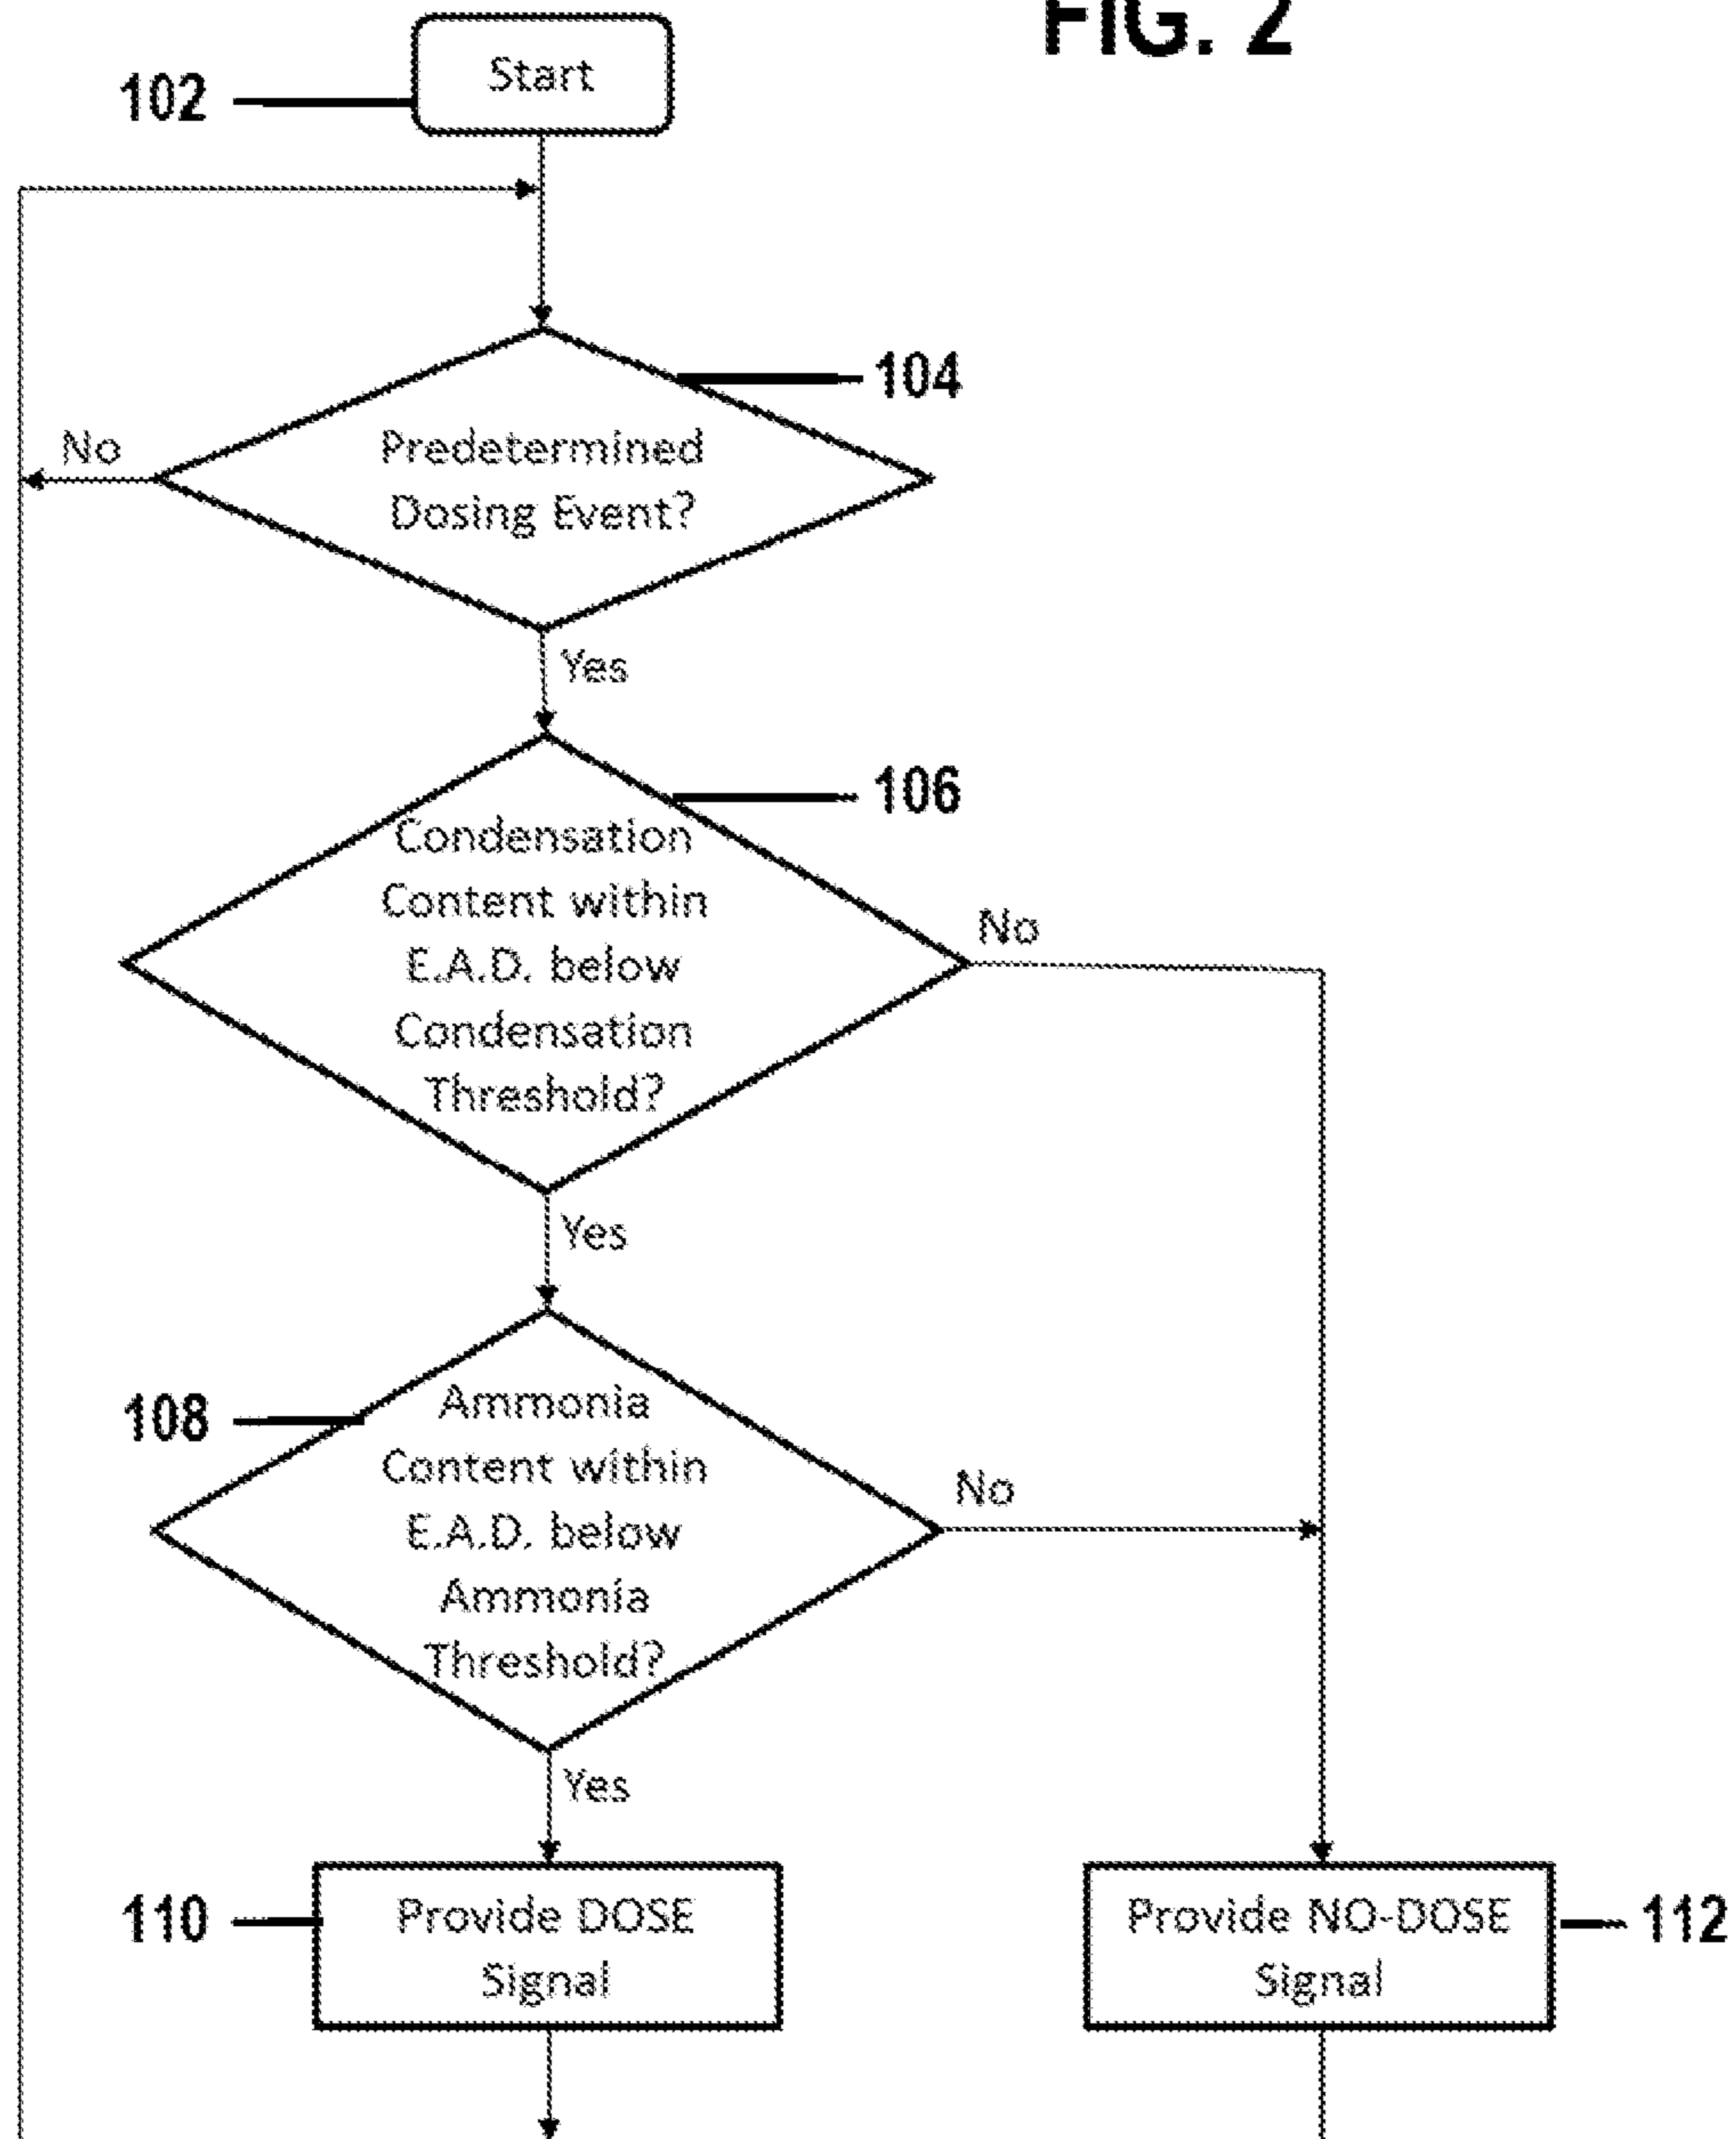 FIG. 2
Start
102
104
No
Predetermined
Dosing Event?
Yes
106
Condensation
Content within
E.A.D. below
Condensation
Threshold?
No
Yes
108
Ammonia
Content within
E.A.D. below
Ammonia
Threshold?
No
Yes
110
Provide DOSE
Signal
Provide NO-DOSE
Signal
112